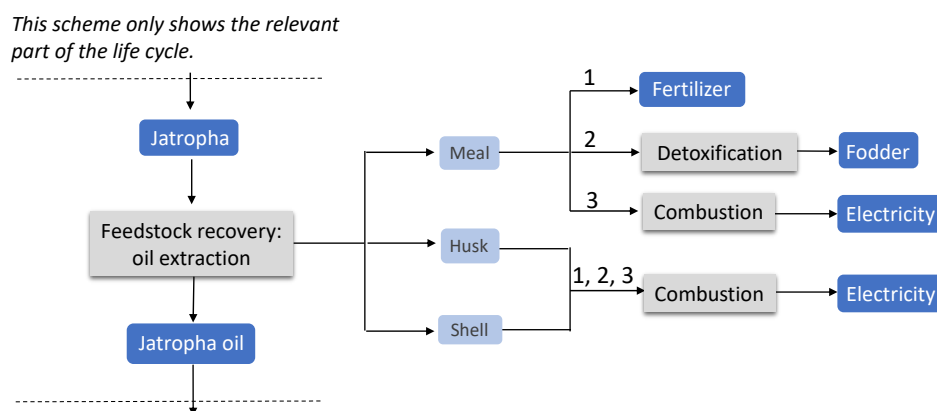 This scheme only shows the relevant
part of the life cycle.
1
Fertilizer
Jatropha
Meal
2
Detoxification
Fodder
3
Combustion
Electricity
Feedstock recovery:
oil extraction
Husk
1, 2, 3
Combustion
Electricity
Shell
Jatropha oil